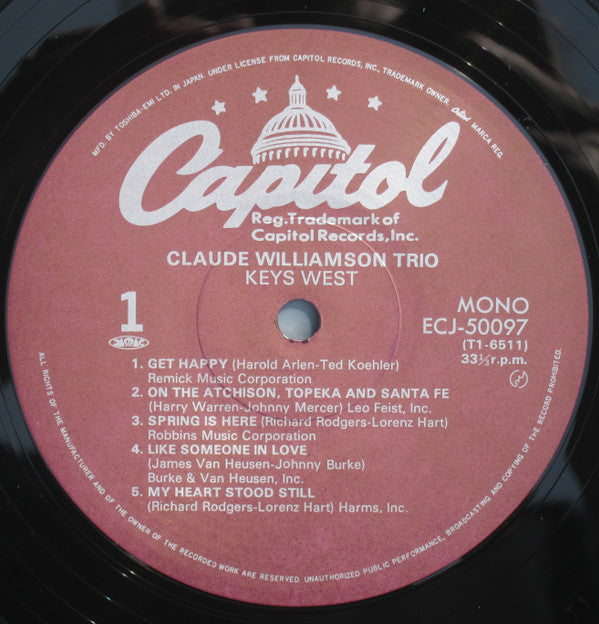 MF'D. BY TOSHIBA-EMI LTD. IN JAPAN. UNDER LICENSE FROM CAPITOL RECORDS, INC., TRADEMARK OWNER. Capitol MARCA REG.
Capitol
Reg. Trademark of
Capitol Records, Inc.
CLAUDE WILLIAMSON TRIO
KEYS WEST
1
JASRAC
MONO
ECJ-50097
(T1-6511)
33⅓ r.p.m.
1. GET HAPPY (Harold Arlen-Ted Koehler)
Remick Music Corporation
2. ON THE ATCHISON, TOPEKA AND SANTA FE
(Harry Warren-Johnny Mercer) Leo Feist, Inc.
3. SPRING IS HERE (Richard Rodgers-Lorenz Hart)
Robbins Music Corporation
4. LIKE SOMEONE IN LOVE
(James Van Heusen-Johnny Burke)
Burke & Van Heusen, Inc.
5. MY HEART STOOD STILL
(Richard Rodgers-Lorenz Hart) Harms, Inc.
ALL RIGHTS OF THE MANUFACTURER AND OF THE OWNER OF THE RECORDED WORK ARE RESERVED. UNAUTHORIZED PUBLIC PERFORMANCE, BROADCASTING AND COPYING OF THE RECORD PROHIBITED.